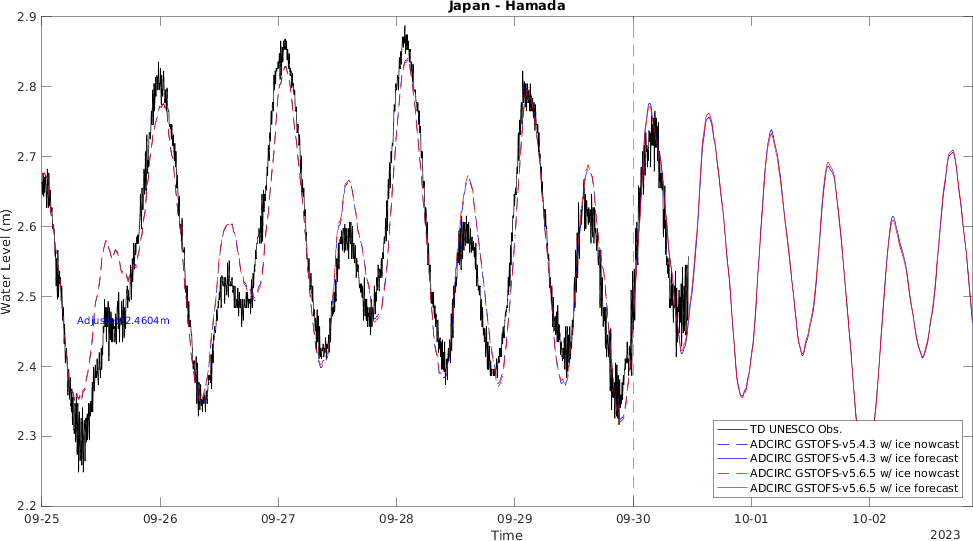 Japan - Hamada
2.9
2.8
2.7
2.6
2.5
2.4
2.3
2.2
Water Level (m)
2.4604m
TD UNESCO Obs.
ADCIRC GSTOFS-v5.4.3 w/ ice nowcast
ADCIRC GSTOFS-v5.4.3 w/ ice forecast
ADCIRC GSTOFS-v5.6.5 w/ ice nowcast
ADCIRC GSTOFS-v5.6.5 w/ ice forecast
09-25
09-26
09-27
09-28
09-29
09-30
10-01
10-02
Time
2023